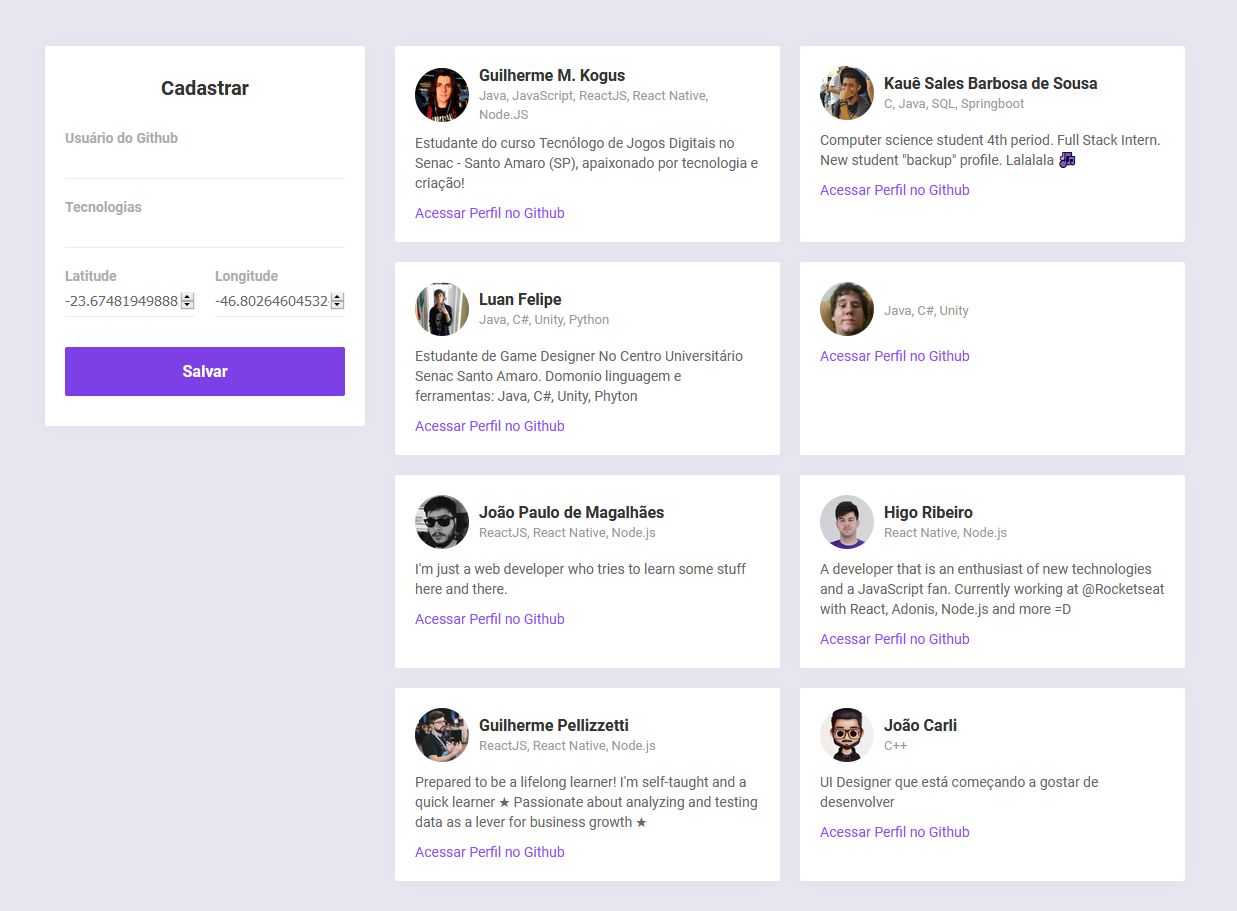 Cadastrar
Usuário do Github
Tecnologias
Latitude
Longitude
-23.67481949888
-46.80264604532
Salvar
Guilherme M. Kogus
Java, JavaScript, ReactJS, React Native,
Node.JS
Estudante do curso Tecnólogo de Jogos Digitais no
Senac - Santo Amaro (SP), apaixonado por tecnologia e
criação!
Acessar Perfil no Github
Kauê Sales Barbosa de Sousa
C, Java, SQL, Springboot
Computer science student 4th period. Full Stack Intern.
New student "backup" profile. Lalalala 🎶
Acessar Perfil no Github
Luan Felipe
Java, C#, Unity, Python
Estudante de Game Designer No Centro Universitário
Senac Santo Amaro. Domonio linguagem e
ferramentas: Java, C#, Unity, Phyton
Acessar Perfil no Github
Java, C#, Unity
Acessar Perfil no Github
João Paulo de Magalhães
ReactJS, React Native, Node.js
I'm just a web developer who tries to learn some stuff
here and there.
Acessar Perfil no Github
Higo Ribeiro
React Native, Node.js
A developer that is an enthusiast of new technologies
and a JavaScript fan. Currently working at @Rocketseat
with React, Adonis, Node.js and more =D
Acessar Perfil no Github
Guilherme Pellizzetti
ReactJS, React Native, Node.js
Prepared to be a lifelong learner! I'm self-taught and a
quick learner ★ Passionate about analyzing and testing
data as a lever for business growth ★
Acessar Perfil no Github
João Carli
C++
UI Designer que está começando a gostar de
desenvolver
Acessar Perfil no Github